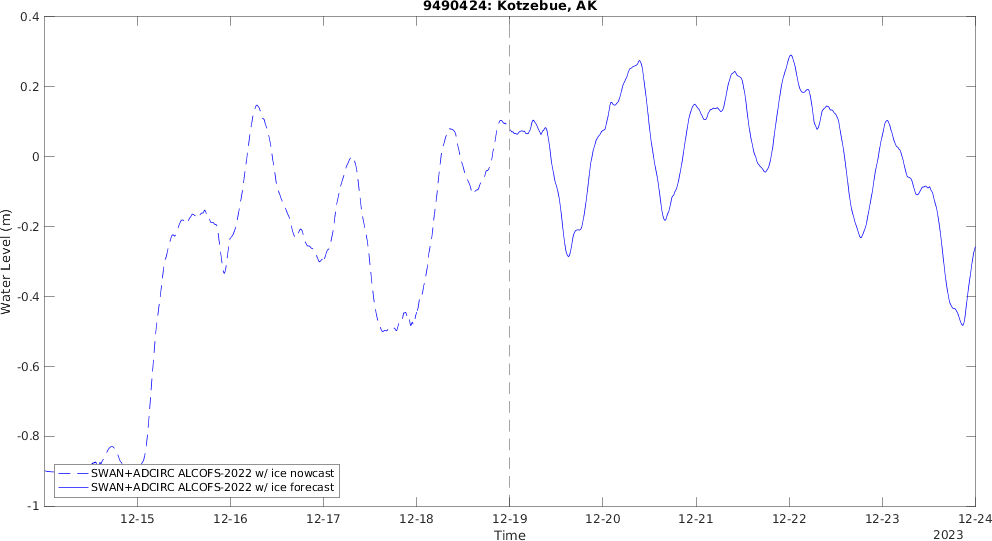 9490424: Kotzebue, AK
0.4
0.2
0
-0.2
-0.4
-0.6
-0.8
-1
Water Level (m)
SWAN+ADCIRC ALCOFS-2022 w/ ice nowcast
SWAN+ADCIRC ALCOFS-2022 w/ ice forecast
12-15 12-16 12-17 12-18 12-19 12-20 12-21 12-22 12-23 12-24
Time
2023